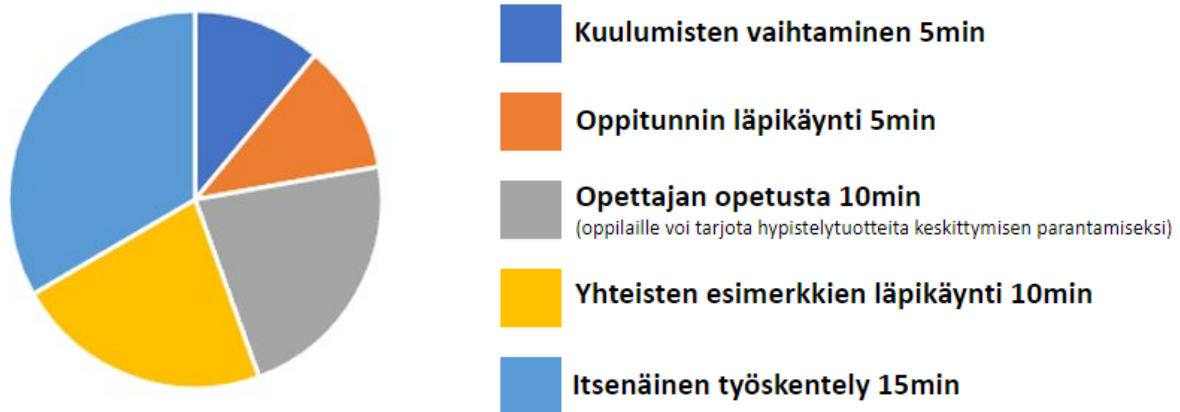 Kuulumisten vaihtaminen 5min
Oppitunnin läpikäynti 5min
Opettajan opetusta 10min
(oppilaille voi tarjota hypistelytuotteita keskittymisen parantamiseksi)
Yhteisten esimerkkien läpikäynti 10min
Itsenäinen työskentely 15min